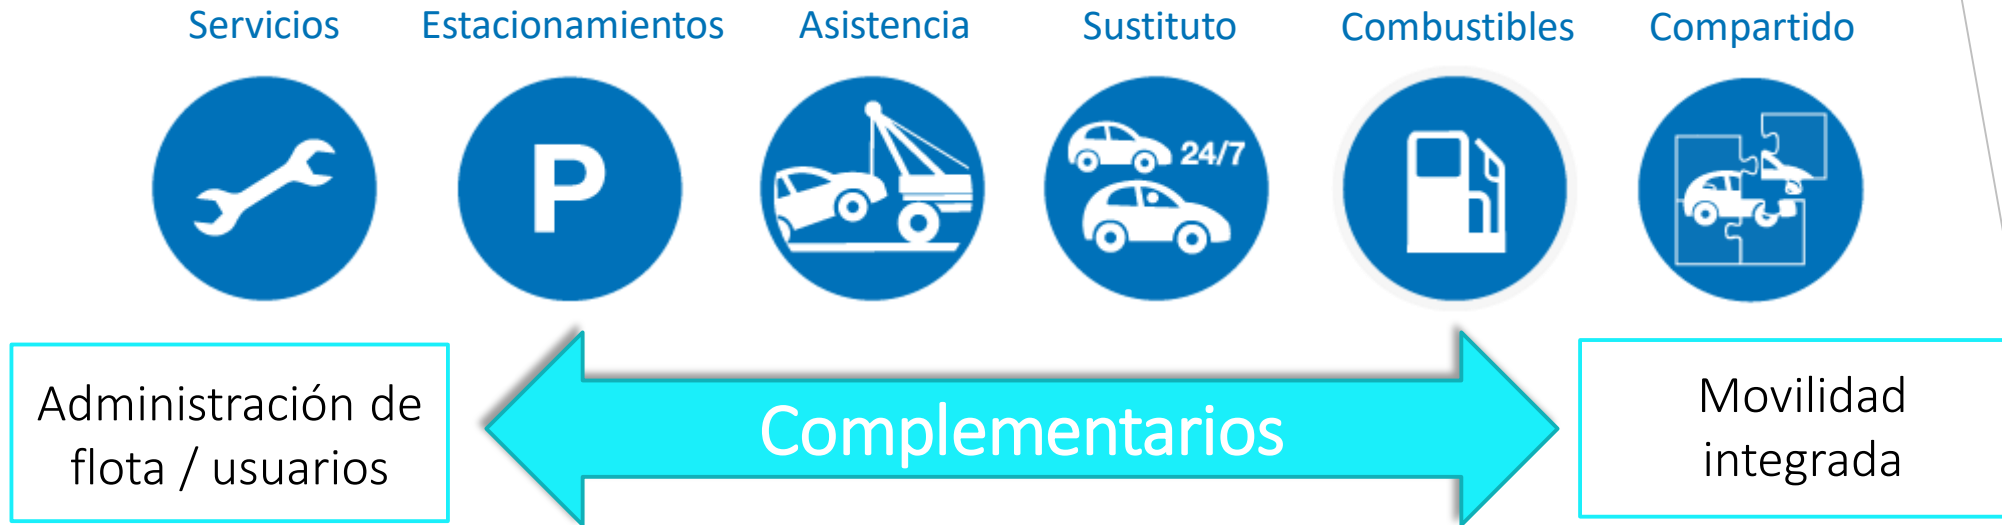 Servicios
Estacionamientos
Asistencia
Sustituto
Combustibles
Compartido
P
24/7
Administración de
flota / usuarios
Complementarios
Movilidad
integrada